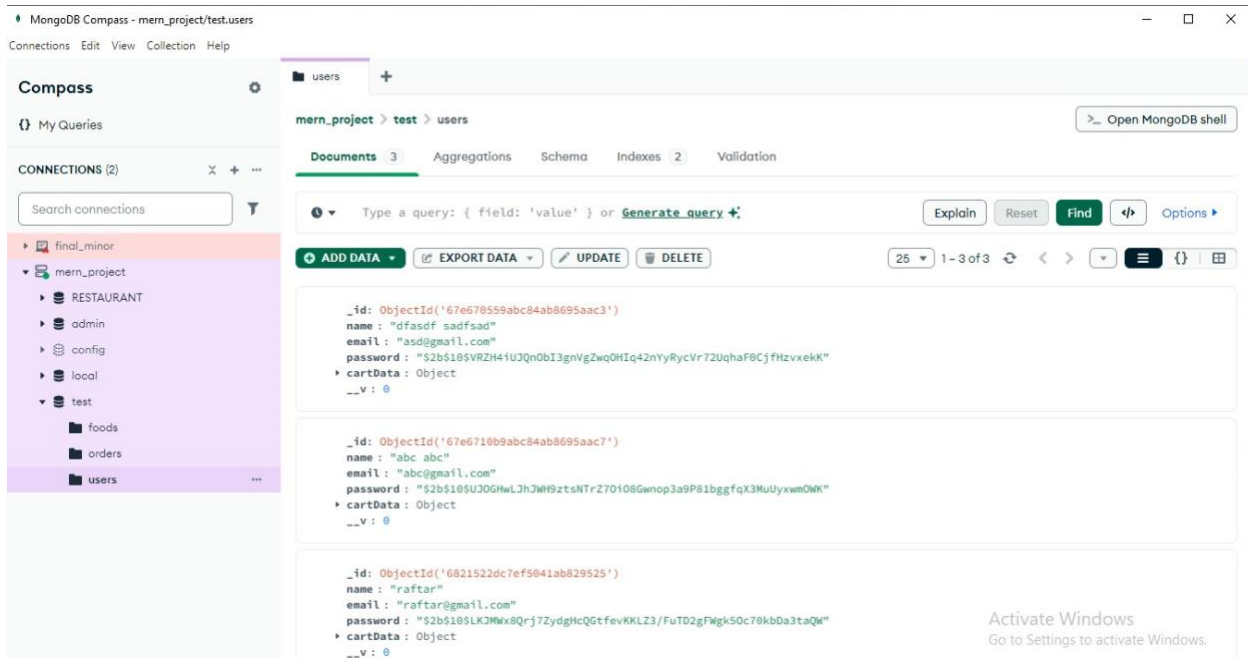 MongoDB Compass - mern_project/test.users
Connections Edit View Collection Help
Compass
{} My Queries
CONNECTIONS (2)
Search connections
final_minor
mern_project
RESTAURANT
admin
config
local
test
foods
orders
users
users
mern_project > test > users
>_ Open MongoDB shell
Documents 3 Aggregations Schema Indexes 2 Validation
Type a query: { field: 'value' } or Generate query
Explain Reset Find </> Options
ADD DATA EXPORT DATA UPDATE DELETE
25 1 – 3 of 3 {}
_id: ObjectId('67e670559abc84ab8695aac3')
name : "dfasdf sadfsad"
email : "asd@gmail.com"
password : "$2b$10$VRZH4iUJQnObI3gnVgZwqOHIq42nYyRycVr72UqhaF0CjfHzvxekK"
cartData : Object
__v : 0
_id: ObjectId('67e6710b9abc84ab8695aac7')
name : "abc abc"
email : "abc@gmail.com"
password : "$2b$10$UJOGHwLJhJWH9ztsNTrZ7OiO8Gwnop3a9P81bggfqX3MuUyxwmOWK"
cartData : Object
__v : 0
_id: ObjectId('6821522dc7ef5041ab829525')
name : "raftar"
email : "raftar@gmail.com"
password : "$2b$10$LKJMWx8Qrj7ZydgHcQGtfevKKLZ3/FuTD2gFWgk5Oc70kbDa3taQW"
cartData : Object
__v : 0
Activate Windows
Go to Settings to activate Windows.